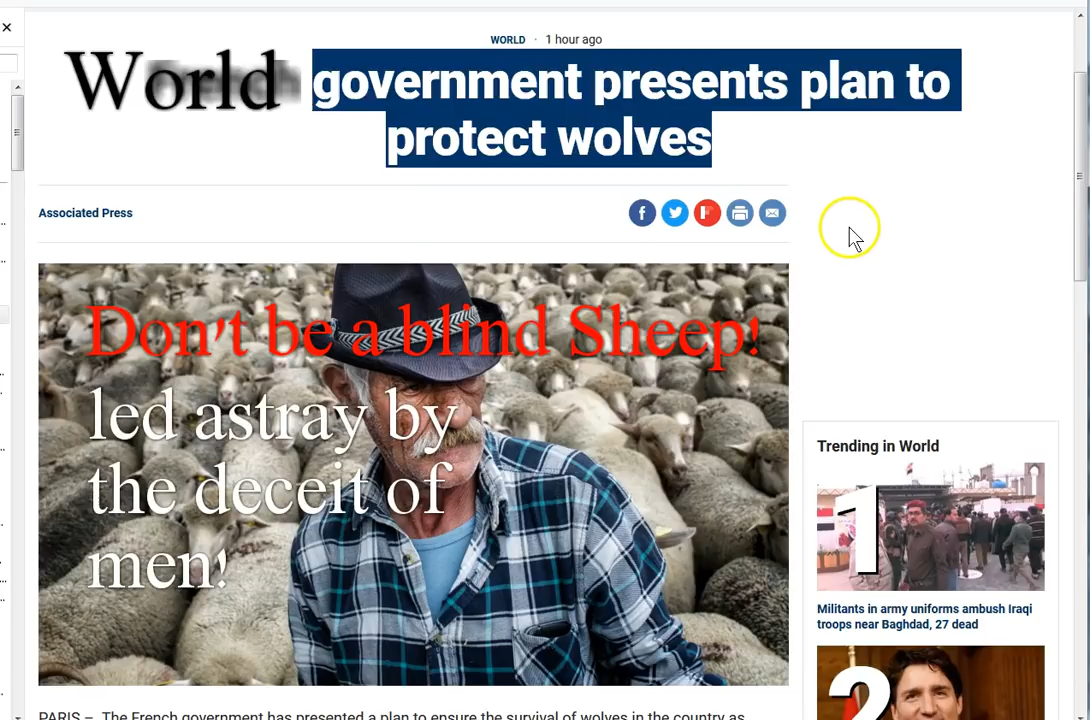 WORLD · 1 hour ago
World government presents plan to
protect wolves
Associated Press
Don't be a blind Sheep!
led astray by
the deceit of
men!
Trending in World
1
Militants in army uniforms ambush Iraqi
troops near Baghdad, 27 dead
2
PARIS – The French government has presented a plan to ensure the survival of wolves in the country as